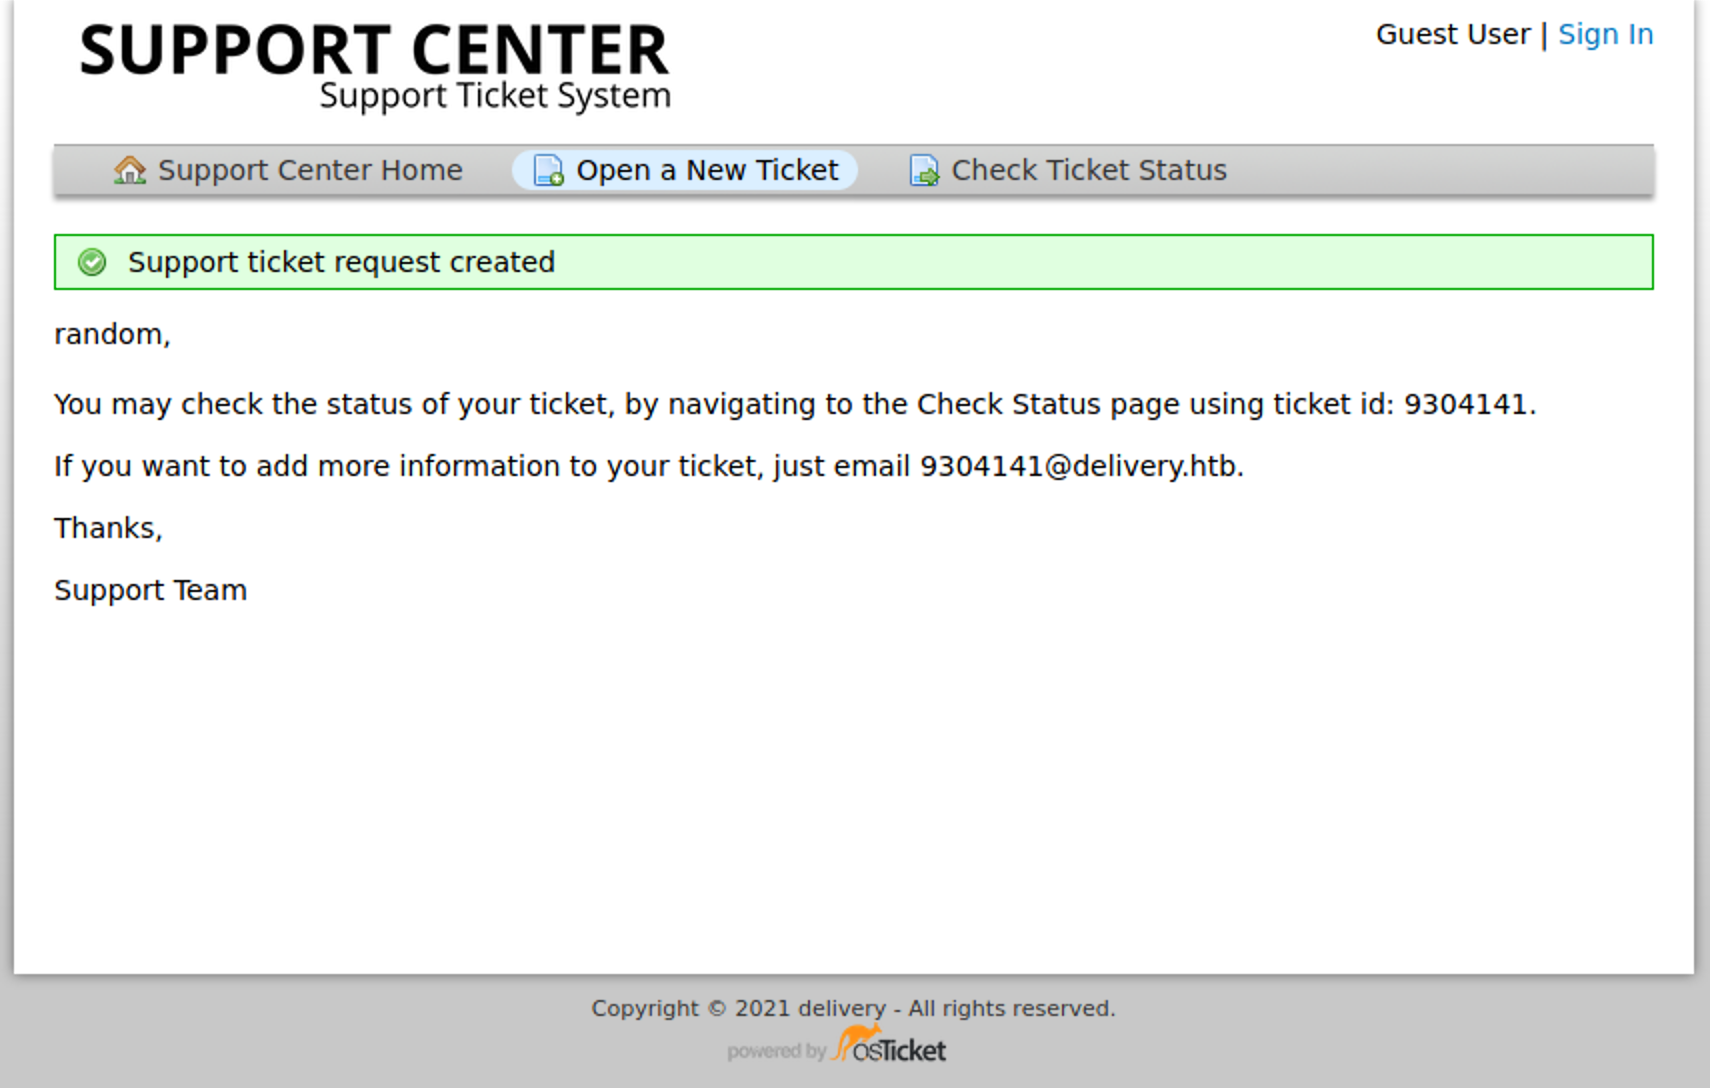 SUPPORT CENTER
Support Ticket System
Guest User | Sign In
Support Center Home
Open a New Ticket
Check Ticket Status
Support ticket request created
random,
You may check the status of your ticket, by navigating to the Check Status page using ticket id: 9304141.
If you want to add more information to your ticket, just email 9304141@delivery.htb.
Thanks,
Support Team
Copyright © 2021 delivery - All rights reserved.
powered by osTicket